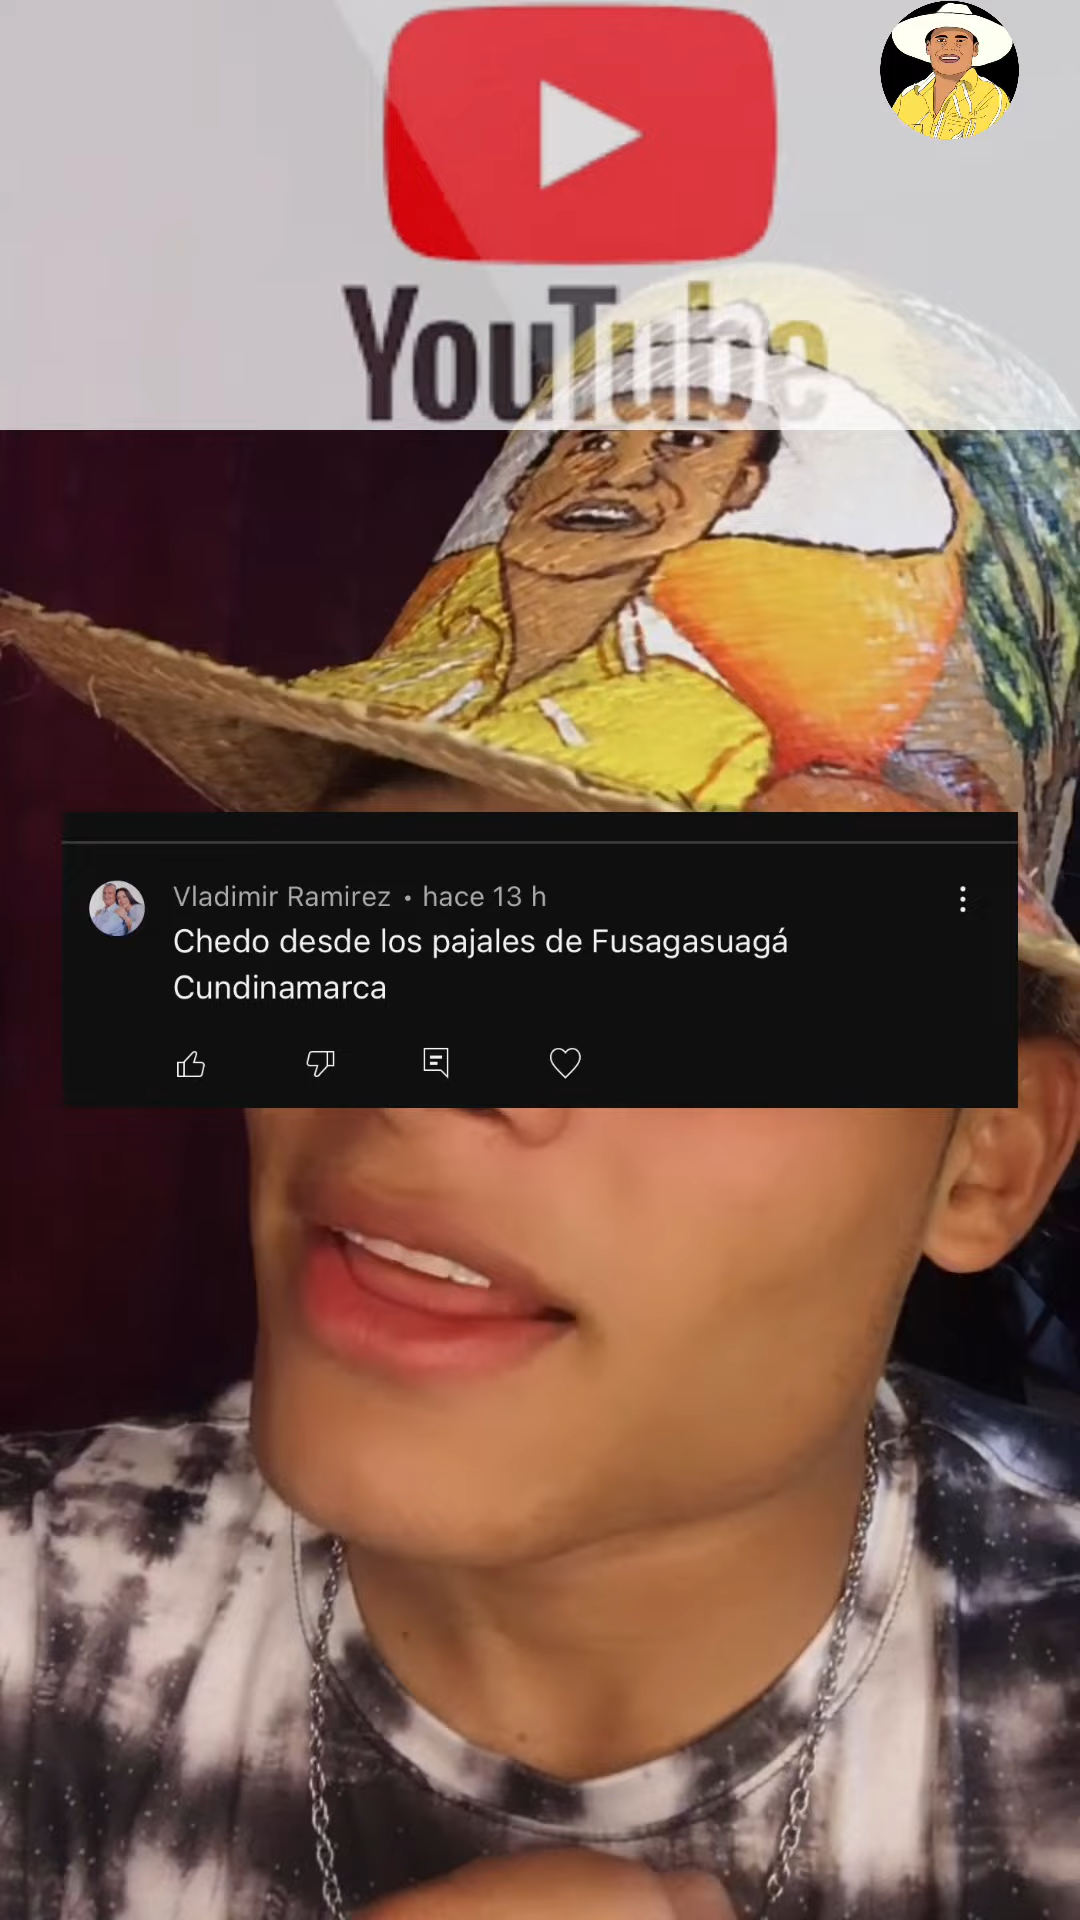 YouTube
Vladimir Ramirez • hace 13 h
Chedo desde los pajales de Fusagasuagá
Cundinamarca